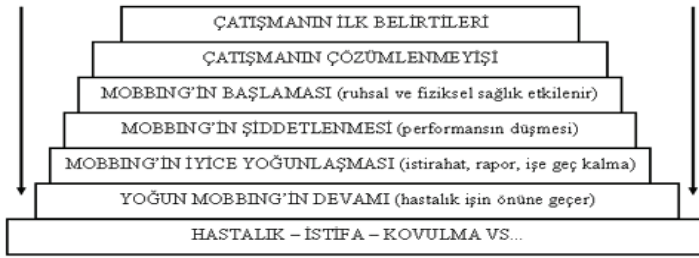 ÇATIŞMANIN İLK BELİRTİLERİ
ÇATIŞMANIN ÇÖZÜMLENMEYİŞİ
MOBBING'İN BAŞLAMASI (ruhsal ve fiziksel sağlık etkilenir)
MOBBING'İN ŞİDDETLENMESİ (performansın düşmesi)
MOBBING'İN İYİCE YOĞUNLAŞMASI (istirahat, rapor, işe geç kalma)
YOĞUN MOBBING'İN DEVAMI (hastalık işin önüne geçer)
HASTALIK – İSTİFA – KOVULMA VS...